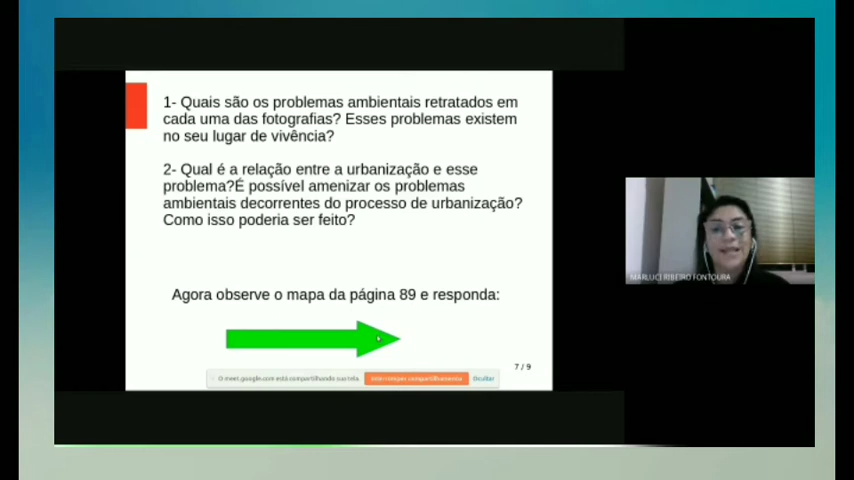 1- Quais são os problemas ambientais retratados em
cada uma das fotografias? Esses problemas existem
no seu lugar de vivência?
2- Qual é a relação entre a urbanização e esse
problema?É possível amenizar os problemas
ambientais decorrentes do processo de urbanização?
Como isso poderia ser feito?
Agora observe o mapa da página 89 e responda:
7 / 9
O meet.google.com está compartilhando sua tela.
Interromper compartilhamento
Ocultar
MARLUCI RIBEIRO FONTOURA